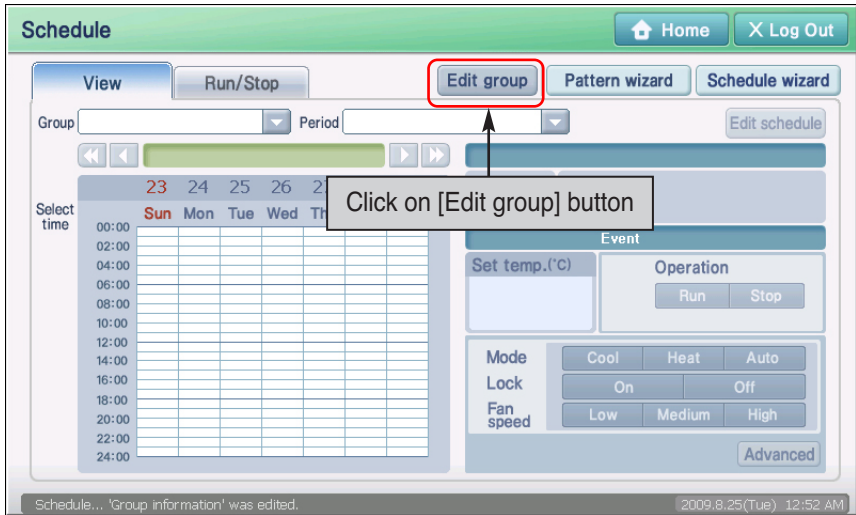 Schedule
Home
X Log Out
View
Run/Stop
Edit group
Pattern wizard
Schedule wizard
Group
Period
Edit schedule
23 24 25 26
Select time
Sun Mon Tue Wed
Click on [Edit group] button
00:00
02:00
04:00
06:00
08:00
10:00
12:00
14:00
16:00
18:00
20:00
22:00
24:00
Event
Set temp.(°C)
Operation
Run Stop
Mode
Cool Heat Auto
Lock
On Off
Fan speed
Low Medium High
Advanced
Schedule... 'Group information' was edited.
2009.8.25(Tue) 12:52 AM